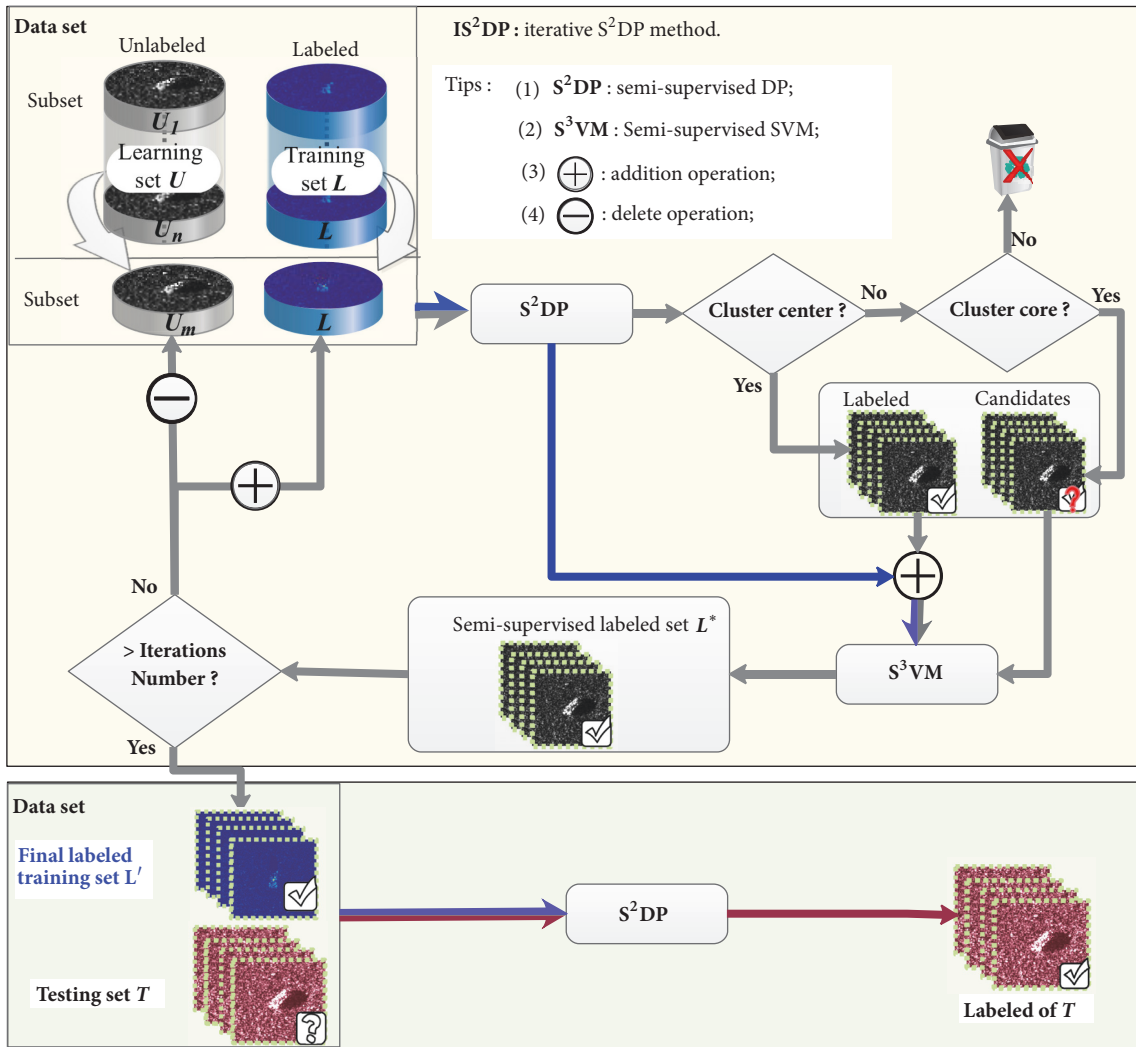 Data set
IS²DP : iterative S²DP method.
Unlabeled
Labeled
Tips :
(1) S²DP : semi-supervised DP;
(2) S³VM : Semi-supervised SVM;
(3) + : addition operation;
(4) − : delete operation;
Subset
U1
Learning set U
Un
Training set L
L
Subset
Um
L
S²DP
Cluster center ?
No
Cluster core ?
No
Yes
Yes
Labeled
Candidates
?
+
−
+
No
> Iterations
Number ?
Yes
Semi-supervised labeled set L*
S³VM
Data set
Final labeled
training set L′
S²DP
Testing set T
?
Labeled of T